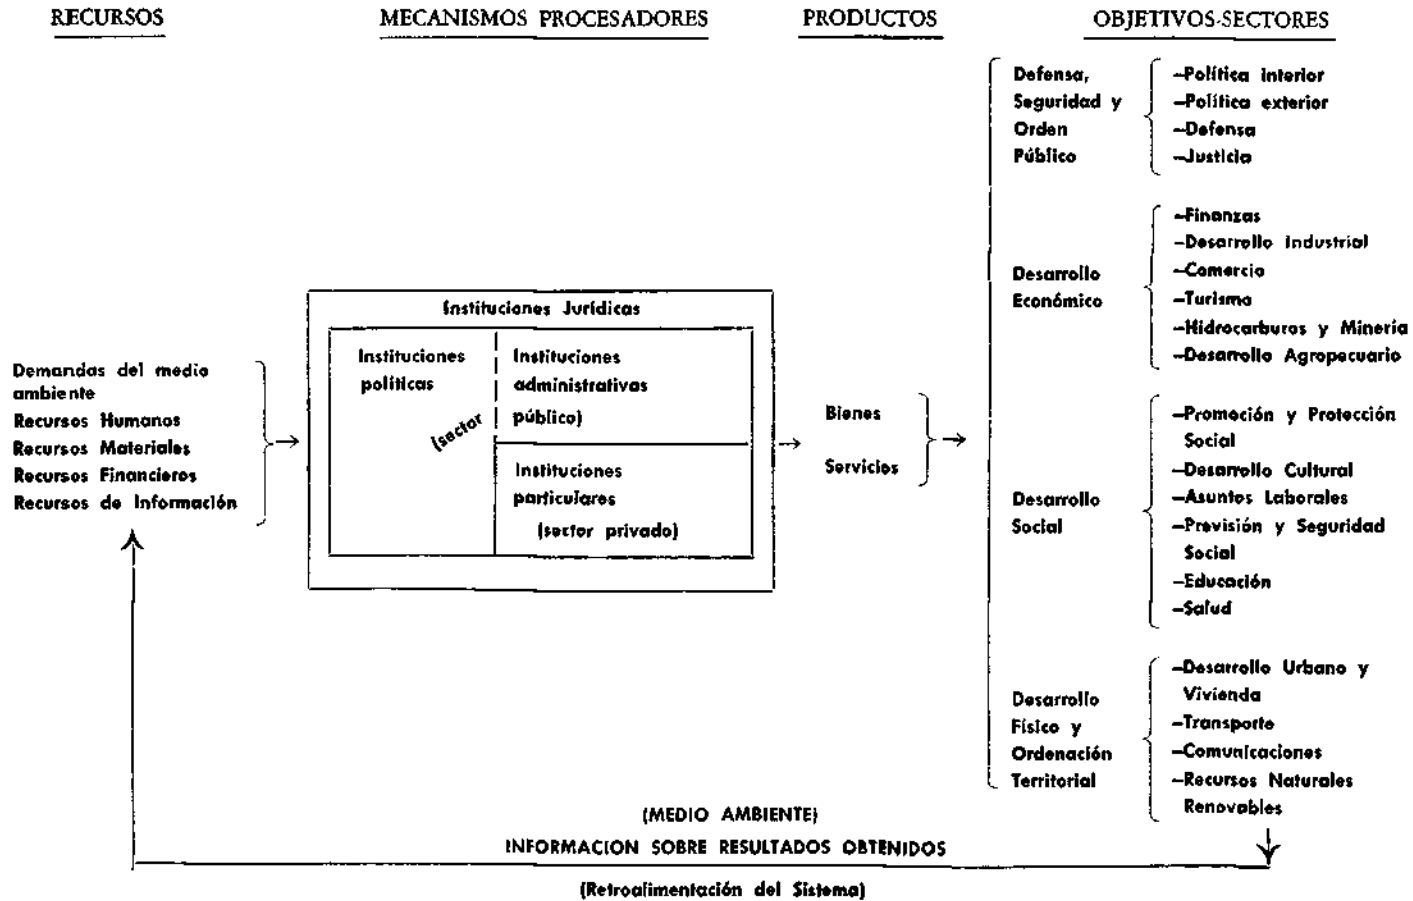 RECURSOS
MECANISMOS PROCESADORES
PRODUCTOS
OBJETIVOS-SECTORES
Demandas del medio
ambiente
Recursos Humanos
Recursos Materiales
Recursos Financieros
Recursos de Información
Instituciones Jurídicas
Instituciones
políticas
(sector
Instituciones
administrativas
público)
Instituciones
particulares
(sector privado)
Bienes
Servicios
Defensa,
Seguridad y
Orden
Público
—Política interior
—Política exterior
—Defensa
—Justicia
Desarrollo
Económico
—Finanzas
—Desarrollo Industrial
—Comercio
—Turismo
—Hidrocarburos y Minería
—Desarrollo Agropecuario
Desarrollo
Social
—Promoción y Protección
Social
—Desarrollo Cultural
—Asuntos Laborales
—Previsión y Seguridad
Social
—Educación
—Salud
Desarrollo
Físico y
Ordenación
Territorial
—Desarrollo Urbano y
Vivienda
—Transporte
—Comunicaciones
—Recursos Naturales
Renovables
(MEDIO AMBIENTE)
INFORMACION SOBRE RESULTADOS OBTENIDOS
(Retroalimentación del Sistema)